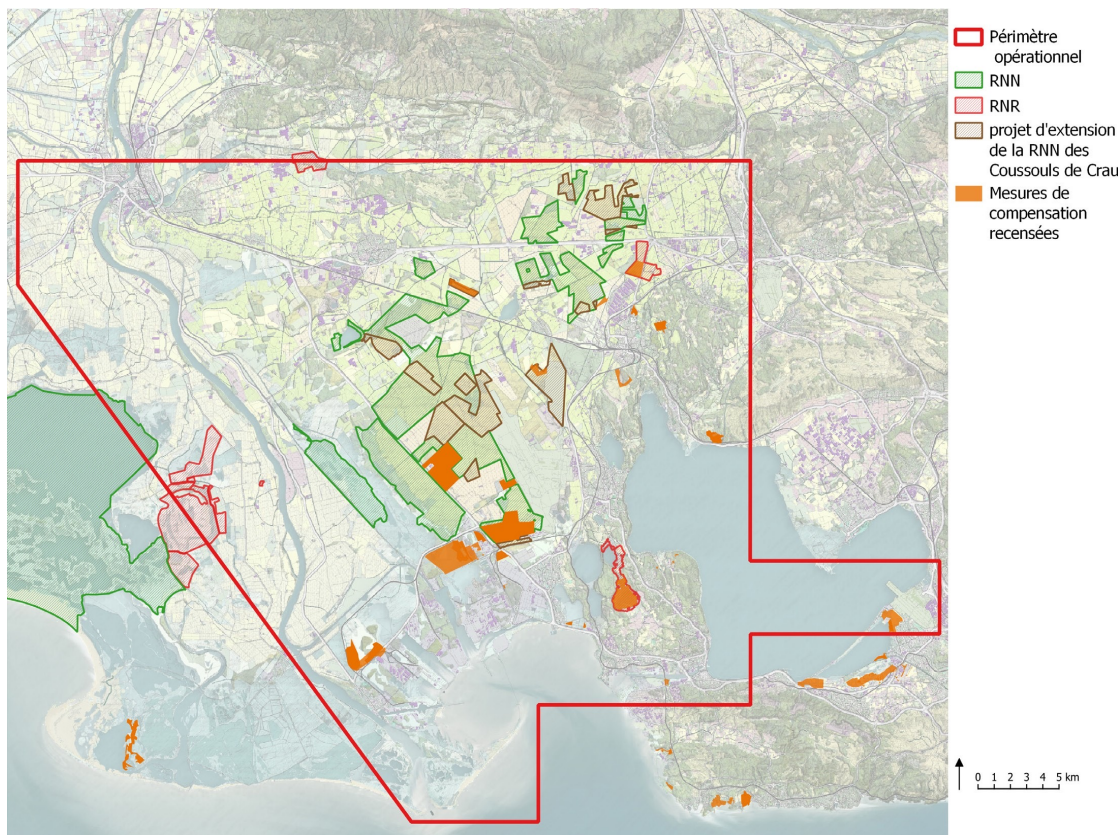 Périmètre
opérationnel
RNN
RNR
projet d'extension
de la RNN des
Coussouls de Crau
Mesures de
compensation
recensées
0 1 2 3 4 5 km